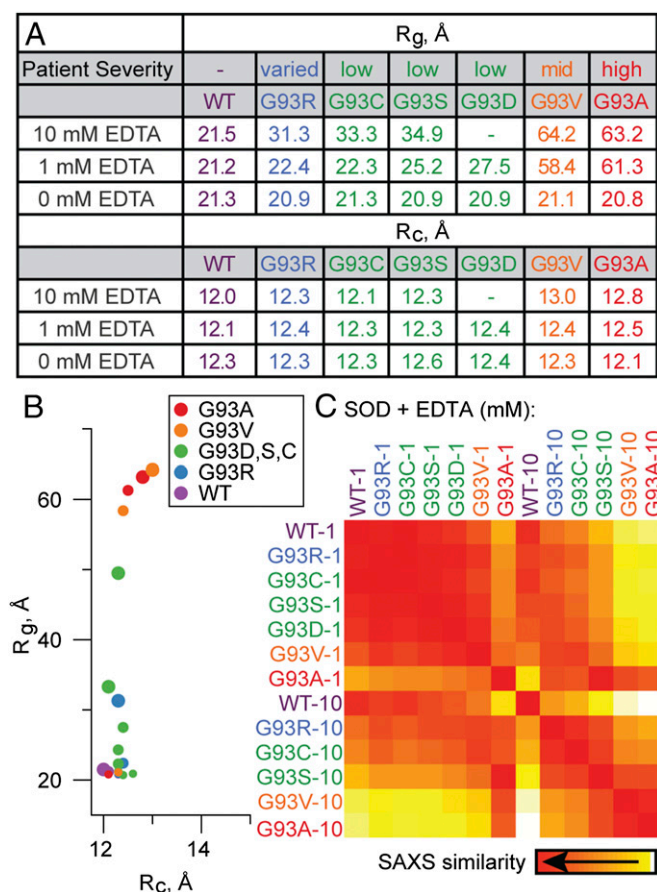 A
Rg, Å
Patient Severity - varied low low low mid high
WT G93R G93C G93S G93D G93V G93A
10 mM EDTA 21.5 31.3 33.3 34.9 - 64.2 63.2
1 mM EDTA 21.2 22.4 22.3 25.2 27.5 58.4 61.3
0 mM EDTA 21.3 20.9 21.3 20.9 20.9 21.1 20.8
Rc, Å
WT G93R G93C G93S G93D G93V G93A
10 mM EDTA 12.0 12.3 12.1 12.3 - 13.0 12.8
1 mM EDTA 12.1 12.4 12.3 12.3 12.4 12.4 12.5
0 mM EDTA 12.3 12.3 12.3 12.6 12.4 12.3 12.1
B
G93A
G93V
G93D,S,C
G93R
WT
60
40
20
Rg, Å
12 14
Rc, Å
C SOD + EDTA (mM):
WT-1 G93R-1 G93C-1 G93S-1 G93D-1 G93V-1 G93A-1 WT-10 G93R-10 G93C-10 G93S-10 G93V-10 G93A-10
WT-1
G93R-1
G93C-1
G93S-1
G93D-1
G93V-1
G93A-1
WT-10
G93R-10
G93C-10
G93S-10
G93V-10
G93A-10
SAXS similarity